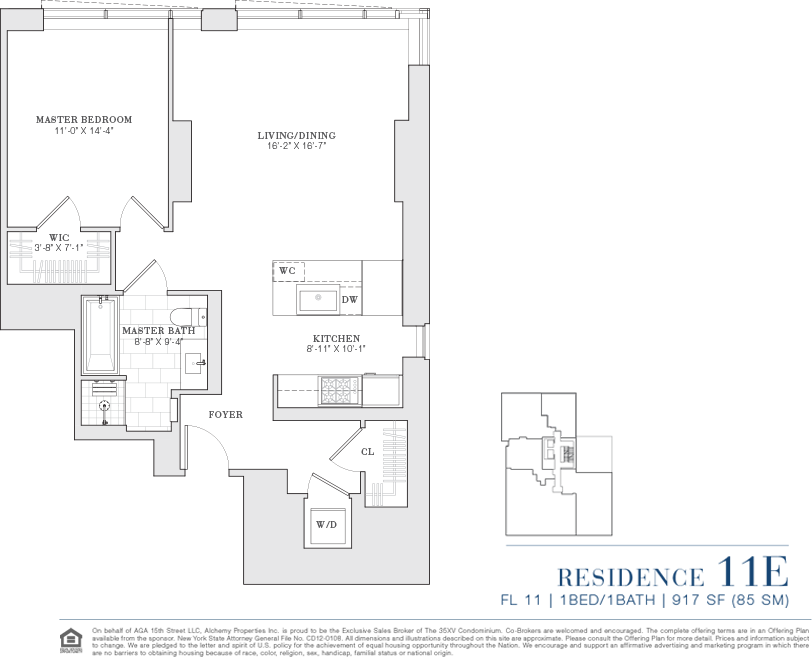 MASTER BEDROOM
11'-0" X 14'-4"
LIVING/DINING
16'-2" X 16'-7"
WIC
3'-8" X 7'-1"
WC
DW
MASTER BATH
8'-8" X 9'-4"
KITCHEN
8'-11" X 10'-1"
FOYER
CL
W/D
RESIDENCE 11E
FL 11 | 1BED/1BATH | 917 SF (85 SM)
On behalf of AGA 15th Street LLC, Alchemy Properties Inc. is proud to be the Exclusive Sales Broker of The 35XV Condominium. Co-Brokers are welcomed and encouraged. The complete offering terms are in an Offering Plan
available from the sponsor. New York State Attorney General File No. CD12-0108. All dimensions and illustrations described on this site are approximate. Please consult the Offering Plan for more detail. Prices and information subject
to change. We are pledged to the letter and spirit of U.S. policy for the achievement of equal housing opportunity throughout the Nation. We encourage and support an affirmative advertising and marketing program in which there
are no barriers to obtaining housing because of race, color, religion, sex, handicap, familial status or national origin.